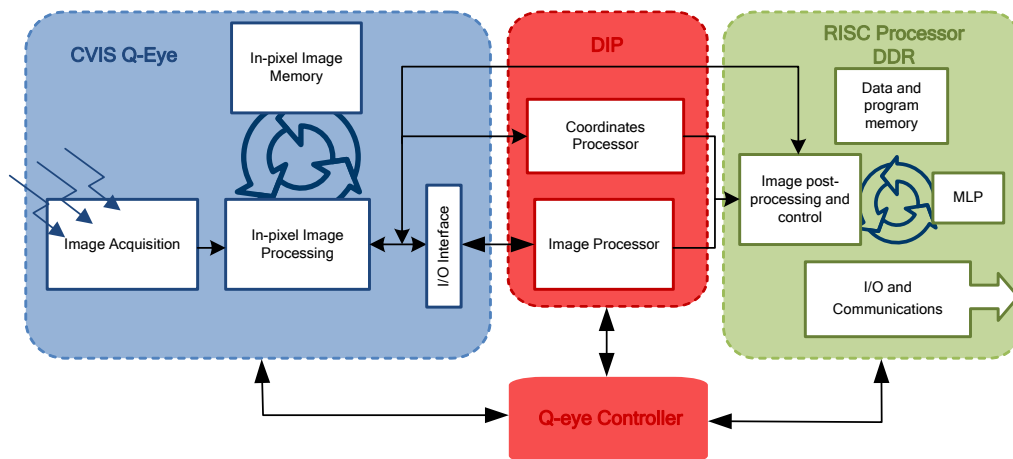 CVIS Q-Eye
In-pixel Image
Memory
Image Acquisition
In-pixel Image
Processing
I/O Interface
DIP
Coordinates
Processor
Image Processor
RISC Processor
DDR
Data and
program
memory
Image post-
processing and
control
MLP
I/O and
Communications
Q-eye Controller